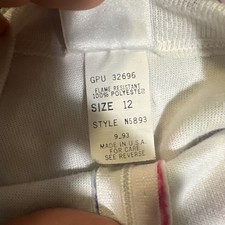 GPU 32696
FLAME RESISTANT
100% POLYESTER
SIZE 12
STYLE N5893
9.93
MADE IN U.S.A.
FOR CARE,
SEE REVERSE